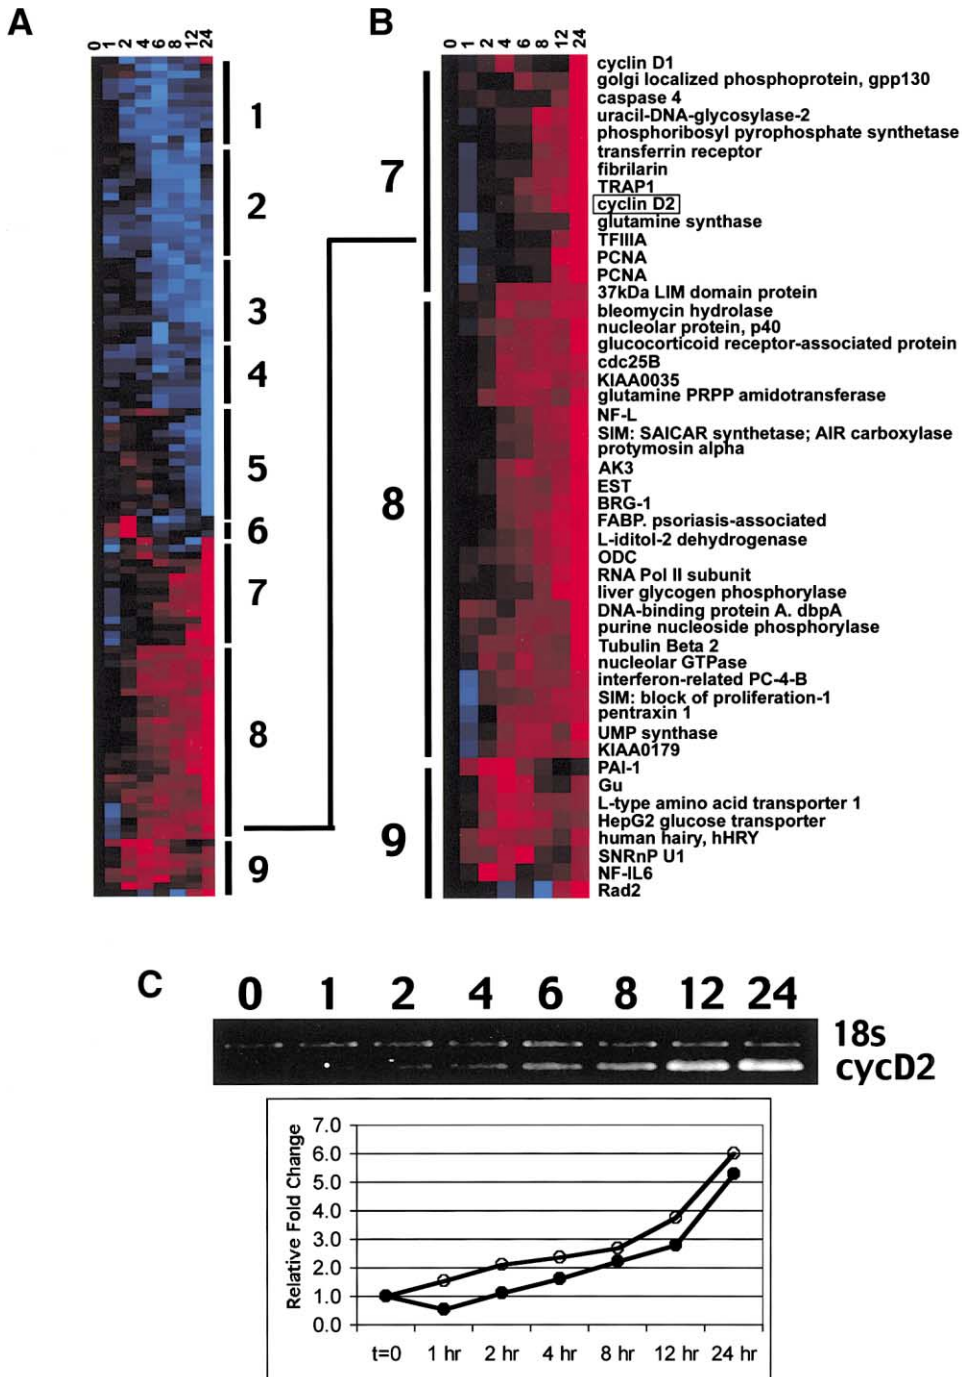 A
0 1 2 4 6 8 12 24
1
2
3
4
5
6
7
8
9
B
0 1 2 4 6 8 12 24
7
8
9
cyclin D1
golgi localized phosphoprotein, gpp130
caspase 4
uracil-DNA-glycosylase-2
phosphoribosyl pyrophosphate synthetase
transferrin receptor
fibrilarin
TRAP1
cyclin D2
glutamine synthase
TFIIIA
PCNA
PCNA
37kDa LIM domain protein
bleomycin hydrolase
nucleolar protein, p40
glucocorticoid receptor-associated protein
cdc25B
KIAA0035
glutamine PRPP amidotransferase
NF-L
SIM: SAICAR synthetase; AIR carboxylase
protymosin alpha
AK3
EST
BRG-1
FABP. psoriasis-associated
L-iditol-2 dehydrogenase
ODC
RNA Pol II subunit
liver glycogen phosphorylase
DNA-binding protein A. dbpA
purine nucleoside phosphorylase
Tubulin Beta 2
nucleolar GTPase
interferon-related PC-4-B
SIM: block of proliferation-1
pentraxin 1
UMP synthase
KIAA0179
PAI-1
Gu
L-type amino acid transporter 1
HepG2 glucose transporter
human hairy, hHRY
SNRnP U1
NF-IL6
Rad2
C
0 1 2 4 6 8 12 24
18s
cycD2
Relative Fold Change
7.0
6.0
5.0
4.0
3.0
2.0
1.0
0.0
t=0 1 hr 2 hr 4 hr 8 hr 12 hr 24 hr